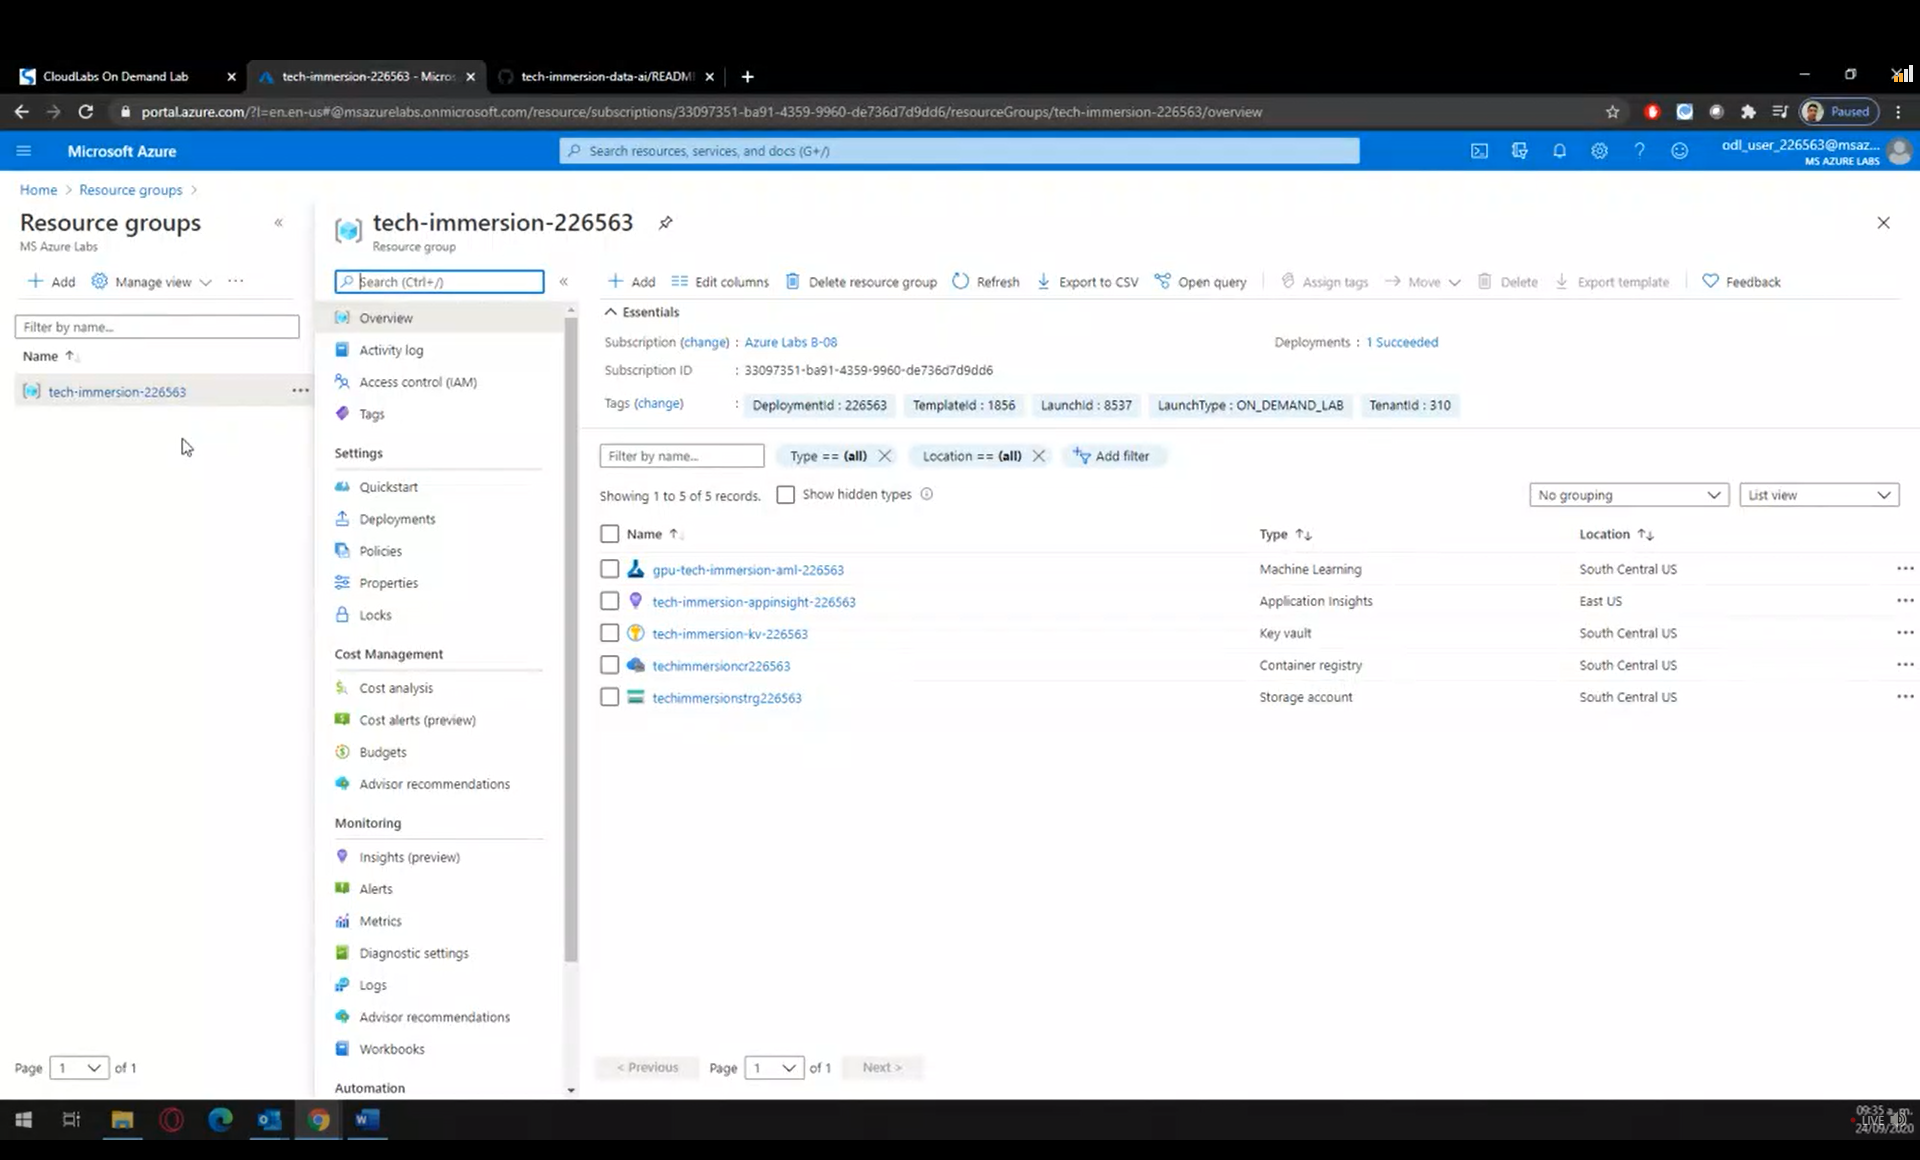 CloudLabs On Demand Lab
tech-immersion-226563 - Micros
tech-immersion-data-ai/READMI
portal.azure.com/?l=en.en-us#@msazurelabs.onmicrosoft.com/resource/subscriptions/33097351-ba91-4359-9960-de736d7d9dd6/resourceGroups/tech-immersion-226563/overview
Paused
Microsoft Azure
Search resources, services, and docs (G+/)
odl_user_226563@msaz...
MS AZURE LABS
Home > Resource groups >
Resource groups
MS Azure Labs
Add
Manage view
...
Filter by name...
Name
tech-immersion-226563
...
Page 1 of 1
tech-immersion-226563
Resource group
Search (Ctrl+/)
Overview
Activity log
Access control (IAM)
Tags
Settings
Quickstart
Deployments
Policies
Properties
Locks
Cost Management
Cost analysis
Cost alerts (preview)
Budgets
Advisor recommendations
Monitoring
Insights (preview)
Alerts
Metrics
Diagnostic settings
Logs
Advisor recommendations
Workbooks
Automation
Add Edit columns Delete resource group Refresh Export to CSV Open query Assign tags Move Delete Export template Feedback
Essentials
Subscription (change) : Azure Labs B-08
Deployments : 1 Succeeded
Subscription ID : 33097351-ba91-4359-9960-de736d7d9dd6
Tags (change) : DeploymentId : 226563 TemplateId : 1856 LaunchId : 8537 LaunchType : ON_DEMAND_LAB TenantId : 310
Filter by name... Type == (all) Location == (all) Add filter
Showing 1 to 5 of 5 records. Show hidden types
No grouping List view
Name Type Location
gpu-tech-immersion-aml-226563 Machine Learning South Central US ...
tech-immersion-appinsight-226563 Application Insights East US ...
tech-immersion-kv-226563 Key vault South Central US ...
techimmersioncr226563 Container registry South Central US ...
techimmersionstrg226563 Storage account South Central US ...
< Previous Page 1 of 1 Next >
09:35 a. m.
LIVE
24/09/2020